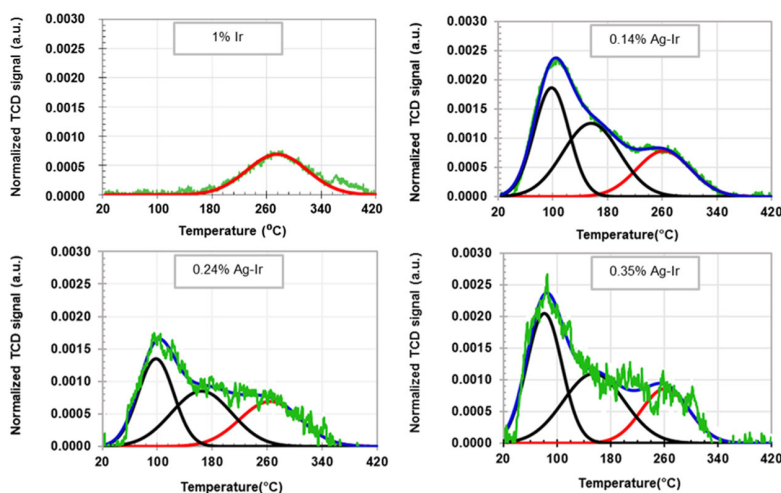 1% Ir
Normalized TCD signal (a.u.)
0.0030
0.0025
0.0020
0.0015
0.0010
0.0005
0.0000
20 100 180 260 340 420
Temperature (°C)
0.14% Ag-Ir
Normalized TCD signal (a.u.)
0.0030
0.0025
0.0020
0.0015
0.0010
0.0005
0.0000
20 100 180 260 340 420
Temperature(°C)
0.24% Ag-Ir
Normalized TCD signal (a.u.)
0.0030
0.0025
0.0020
0.0015
0.0010
0.0005
0.0000
20 100 180 260 340 420
Temperature(°C)
0.35% Ag-Ir
Normalized TCD signal (a.u.)
0.0030
0.0025
0.0020
0.0015
0.0010
0.0005
0.0000
20 100 180 260 340 420
Temperature(°C)